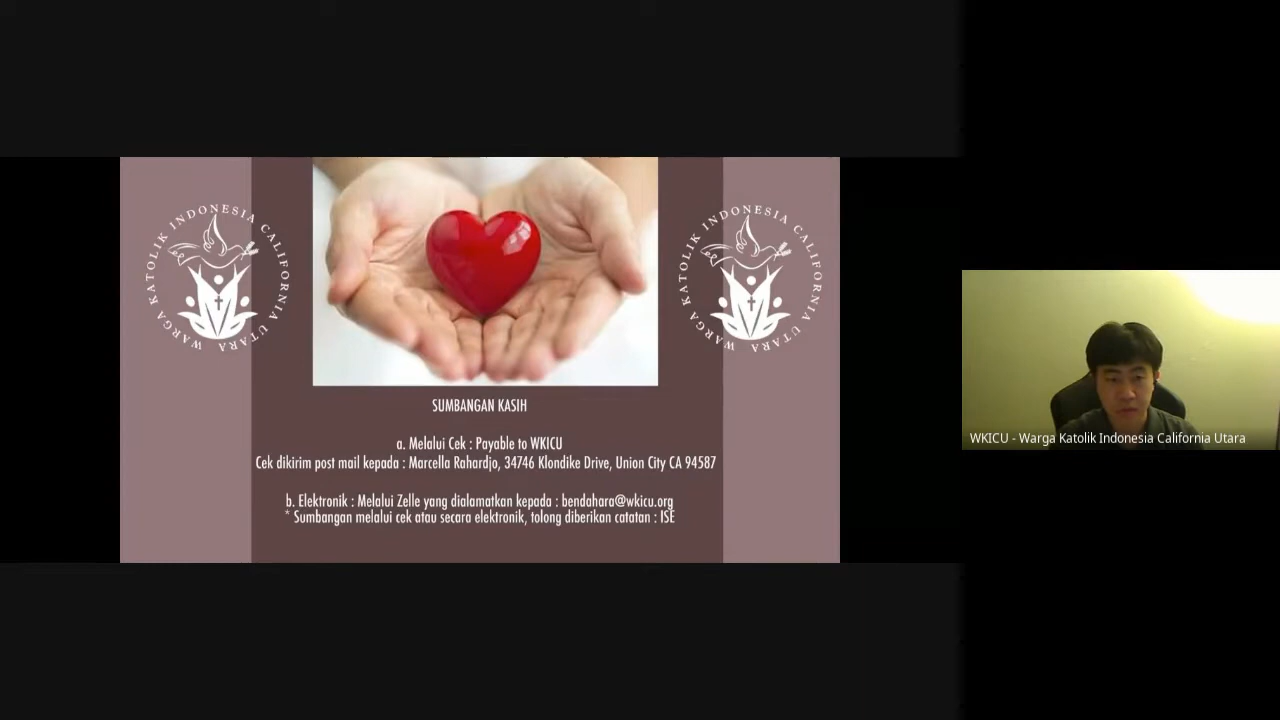 WARGA KATOLIK INDONESIA CALIFORNIA UTARA
WARGA KATOLIK INDONESIA CALIFORNIA UTARA
SUMBANGAN KASIH
a. Melalui Cek : Payable to WKICU
Cek dikirim post mail kepada : Marcella Rahardjo, 34746 Klondike Drive, Union City CA 94587
b. Elektronik : Melalui Zelle yang dialamatkan kepada : bendahara@wkicu.org
* Sumbangan melalui cek atau secara elektronik, tolong diberikan catatan : ISE
WKICU - Warga Katolik Indonesia California Utara